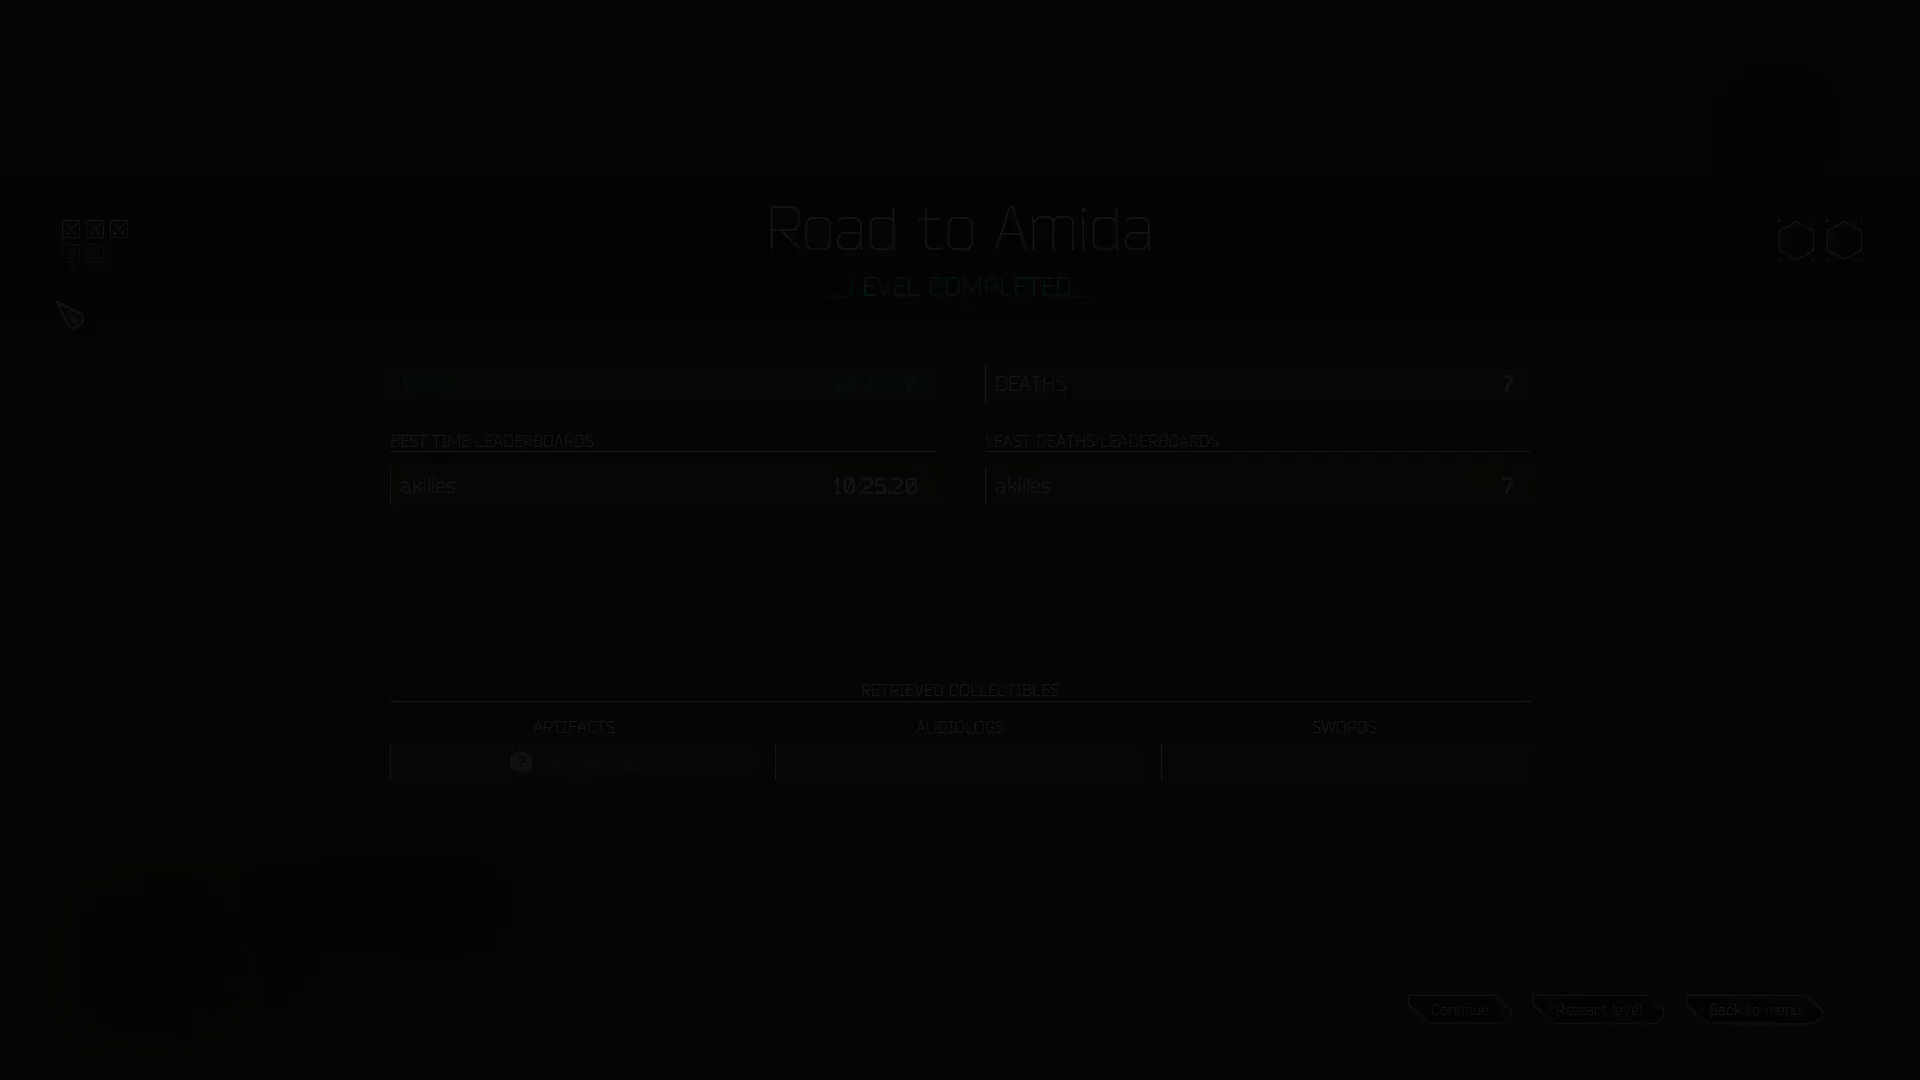 Road to Amida
LEVEL COMPLETED
DEATHS 7
BEST TIME LEADERBOARDS
LEAST DEATHS LEADERBOARDS
akilles 10:25.20
akilles 7
RETRIEVED COLLECTIBLES
ARTIFACTS
AUDIOLOGS
SWORDS
?
Continue
Restart level
Back to menu